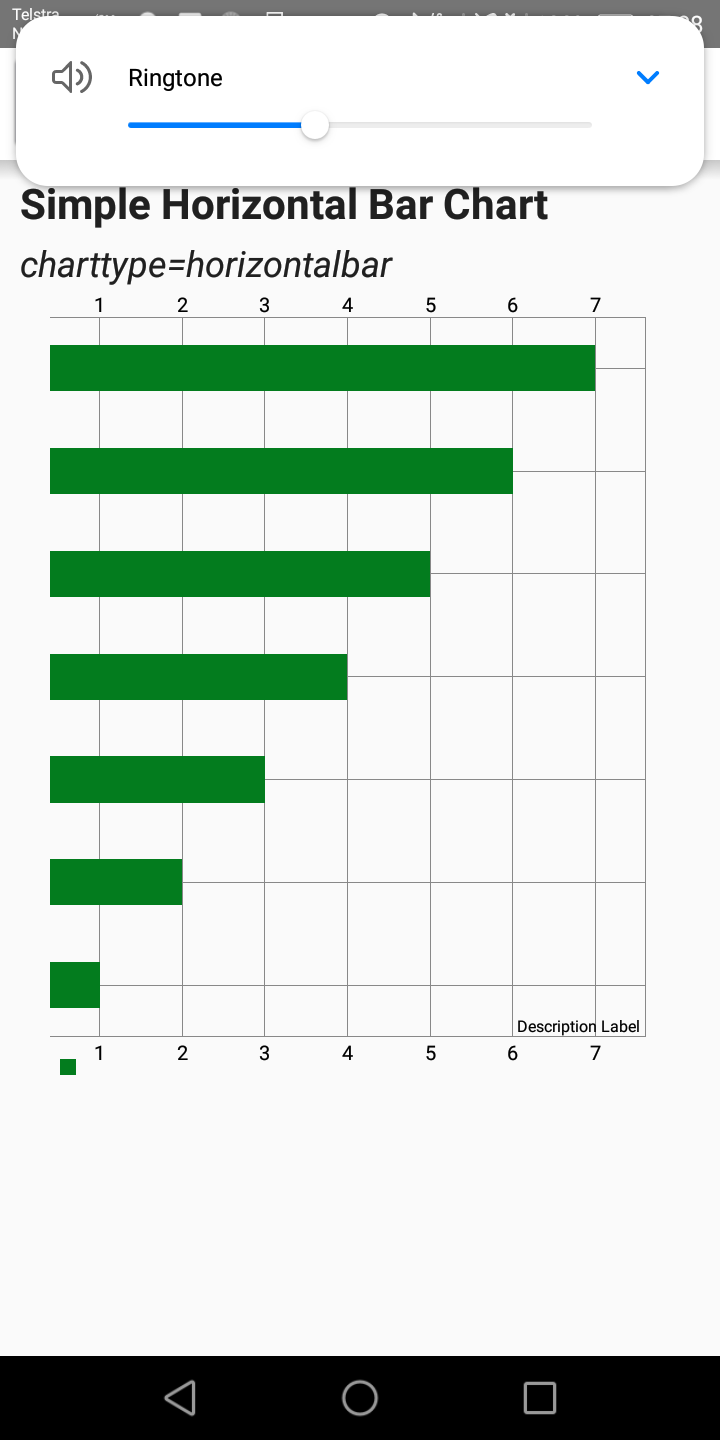 Telstra
Ringtone
Simple Horizontal Bar Chart
charttype=horizontalbar
1 2 3 4 5 6 7
Description Label
1 2 3 4 5 6 7